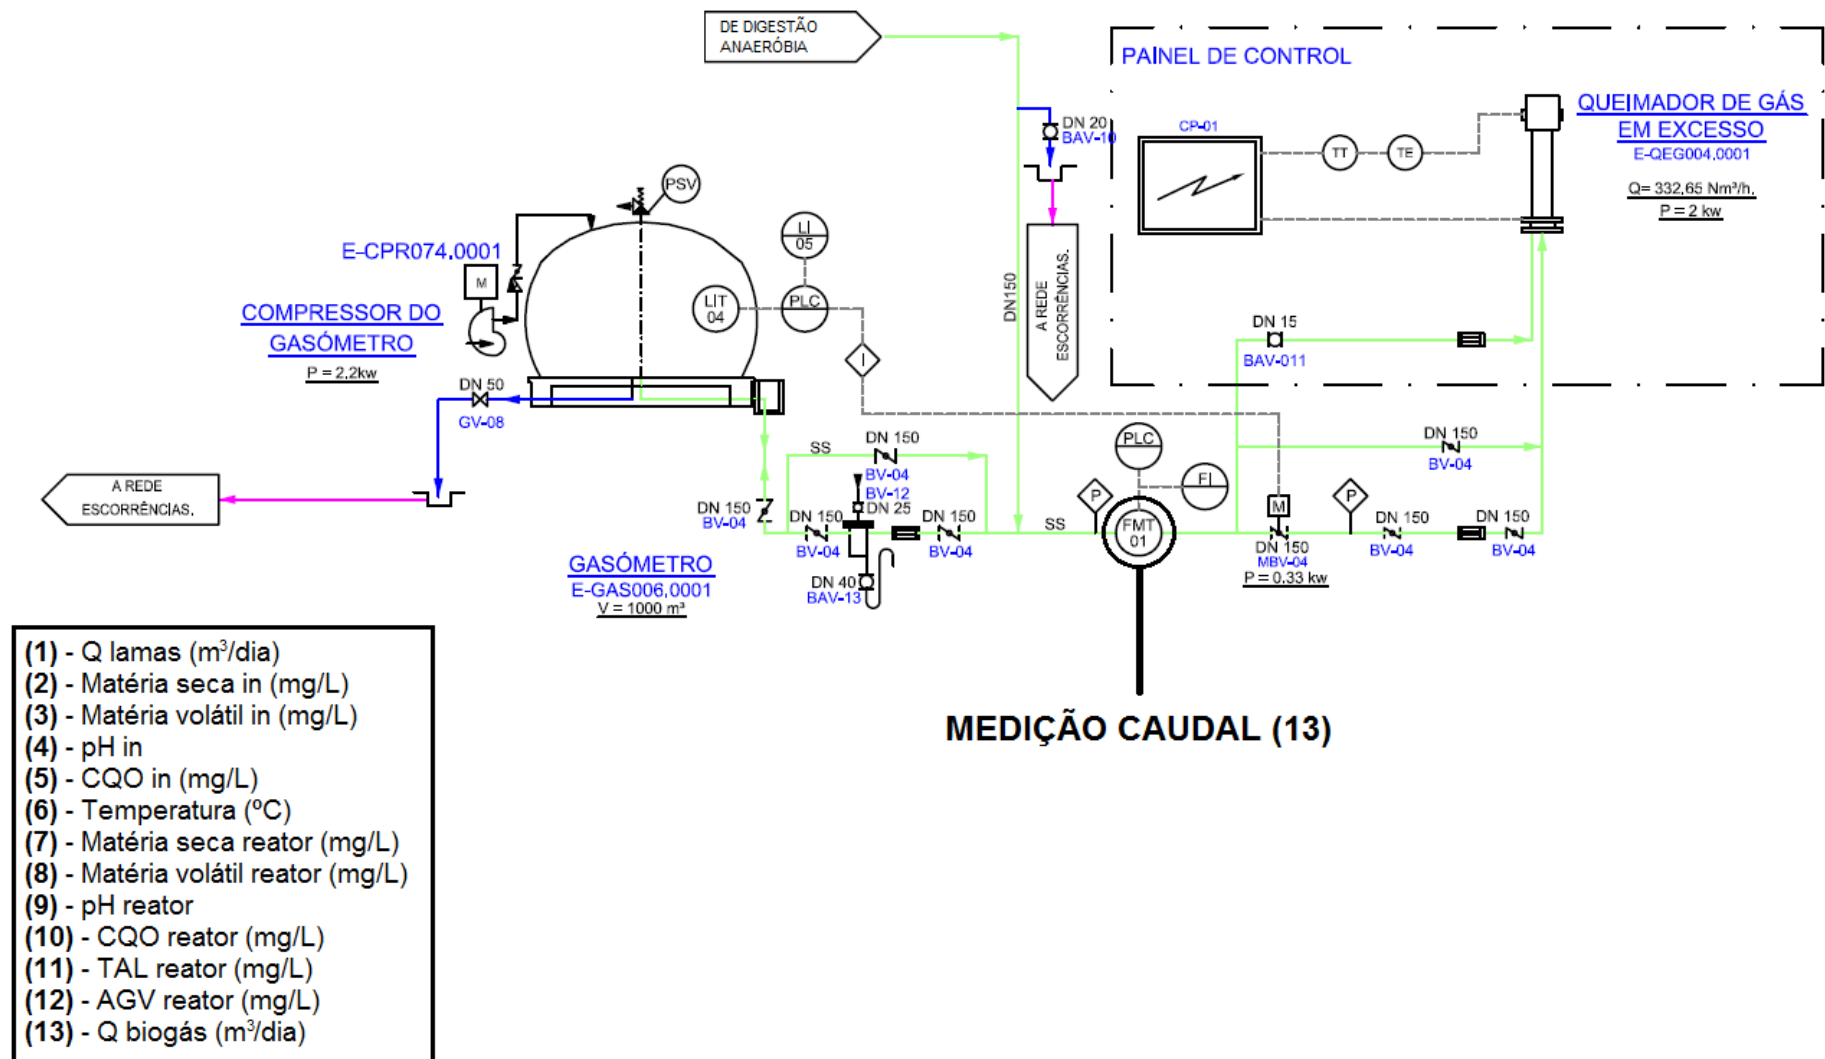 DE DIGESTÃO
ANAERÓBIA
PAINEL DE CONTROL
CP-01
TT
TE
QUEIMADOR DE GÁS
EM EXCESSO
E-QEG004.0001
Q= 332,65 Nm³/h.
P = 2 kw
DN 20
BAV-10
DN150
A REDE
ESCORRÊNCIAS.
PSV
LI
05
LIT
04
PLC
I
E-CPR074.0001
M
COMPRESSOR DO
GASÓMETRO
P = 2,2kw
DN 50
GV-08
A REDE
ESCORRÊNCIAS.
DN 15
BAV-011
DN 150
BV-04
SS
DN 150
BV-04
BV-12
DN 25
DN 150
BV-04
DN 150
BV-04
DN 150
BV-04
DN 40
BAV-13
GASÓMETRO
E-GAS006.0001
V = 1000 m³
SS
P
PLC
FI
FMT
01
M
DN 150
MBV-04
P = 0.33 kw
P
DN 150
BV-04
DN 150
BV-04
MEDIÇÃO CAUDAL (13)
(1) - Q lamas (m³/dia)
(2) - Matéria seca in (mg/L)
(3) - Matéria volátil in (mg/L)
(4) - pH in
(5) - CQO in (mg/L)
(6) - Temperatura (ºC)
(7) - Matéria seca reator (mg/L)
(8) - Matéria volátil reator (mg/L)
(9) - pH reator
(10) - CQO reator (mg/L)
(11) - TAL reator (mg/L)
(12) - AGV reator (mg/L)
(13) - Q biogás (m³/dia)